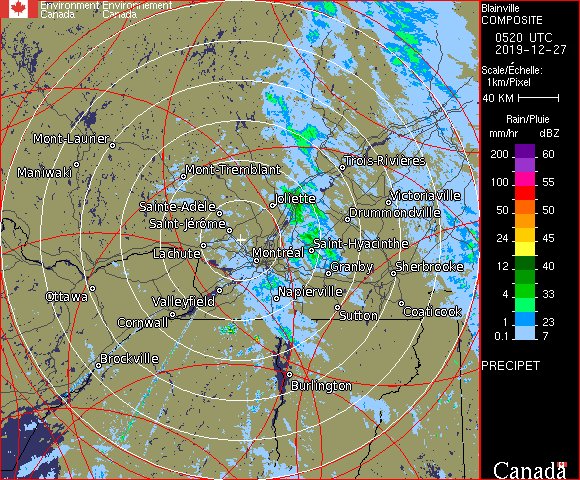 Environment Environnement
Canada Canada
Blainville
COMPOSITE
0520 UTC
2019-12-27
Scale/Échelle:
1km/Pixel
40 KM
Rain/Pluie
mm/hr dBZ
200 60
100 55
50 50
24 45
12 40
4 33
1 23
0.1 7
PRECIPET
Canada
Mont-Laurier
Maniwaki
Mont-Tremblant
Trois-Rivières
Sainte-Adèle
Joliette
Victoriaville
Drummondville
Saint-Jérôme
Saint-Hyacinthe
Lachute
Montréal
Granby
Sherbrooke
Ottawa
Valleyfield
Napierville
Cornwall
Sutton
Coaticook
Brockville
Burlington